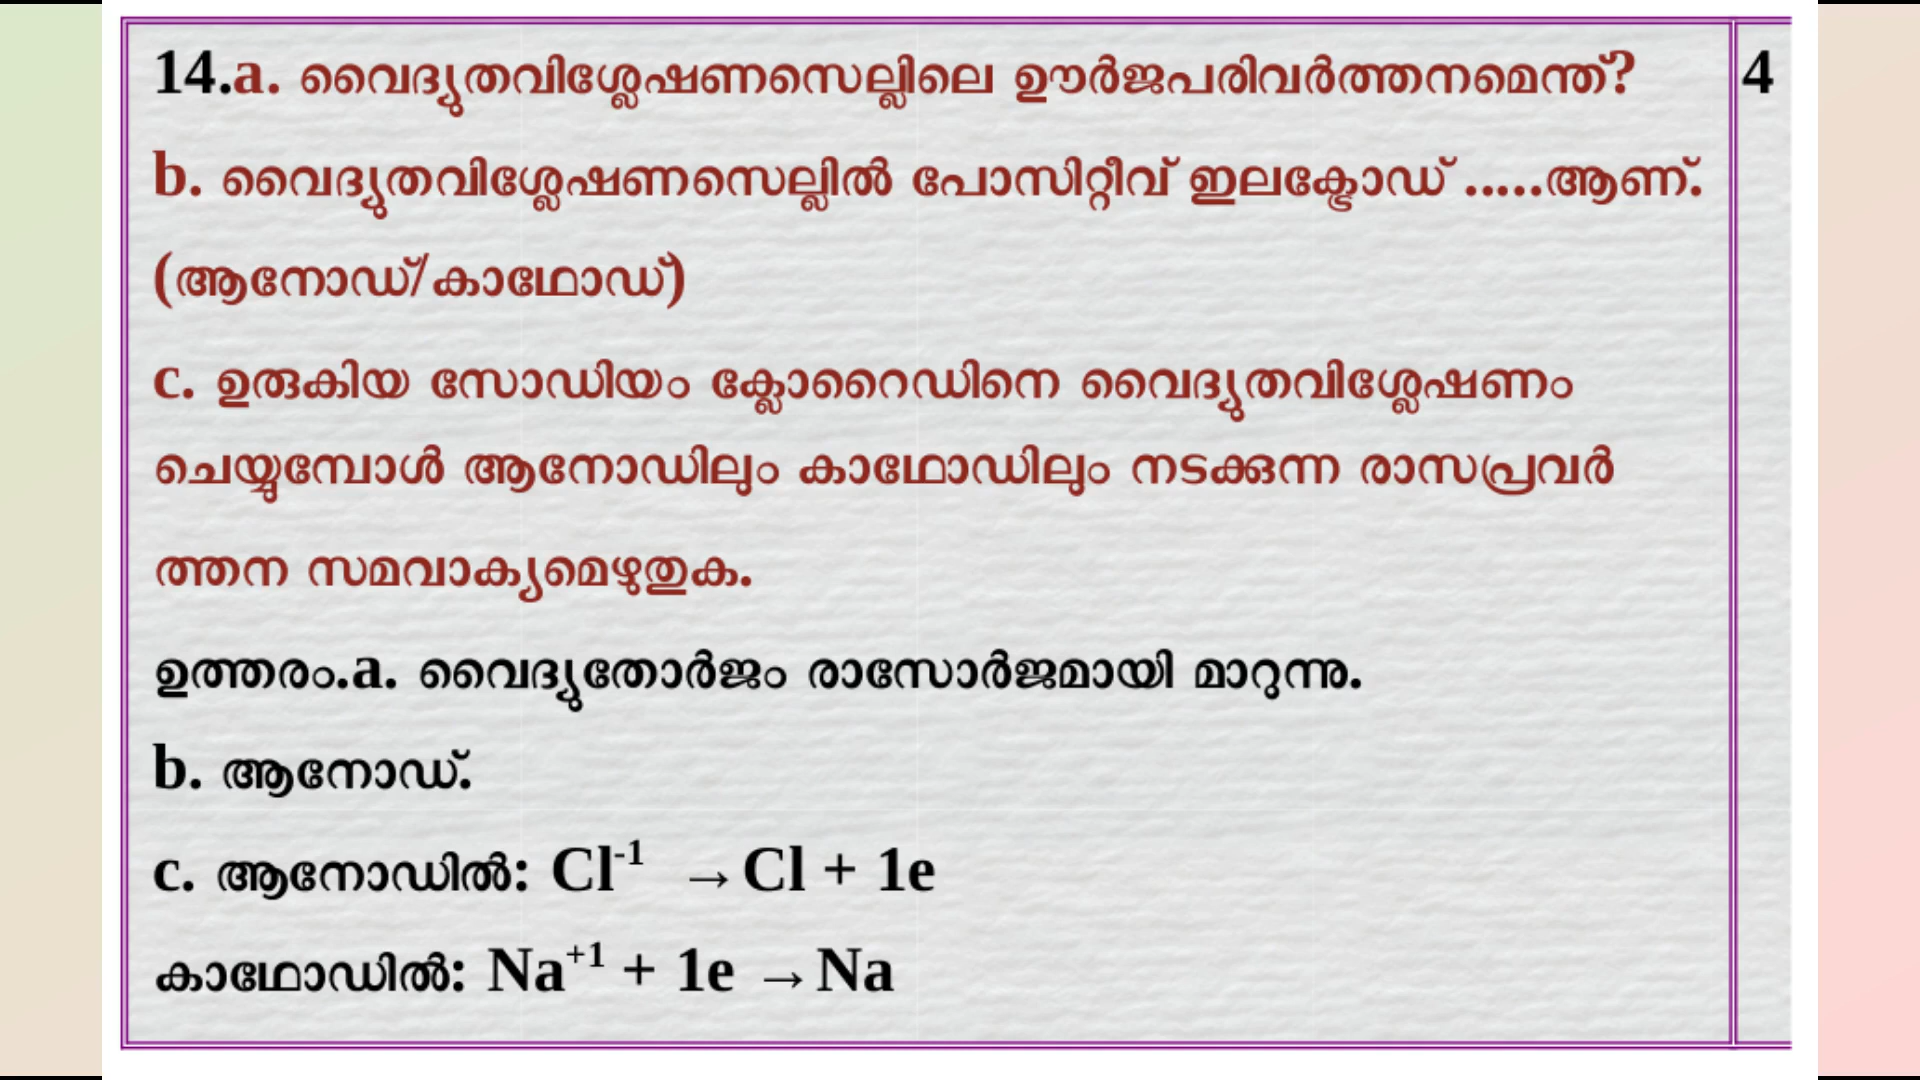 14.a. വൈദ്യുതവിശ്ലേഷണസെല്ലിലെ ഊർജപരിവർത്തനമെന്ത്? 4
b. വൈദ്യുതവിശ്ലേഷണസെല്ലിൽ പോസിറ്റീവ് ഇലക്ട്രോഡ് .....ആണ്.
(ആനോഡ്/കാഥോഡ്)
c. ഉരുകിയ സോഡിയം ക്ലോറൈഡിനെ വൈദ്യുതവിശ്ലേഷണം
ചെയ്യുമ്പോൾ ആനോഡിലും കാഥോഡിലും നടക്കുന്ന രാസപ്രവർ
ത്തന സമവാക്യമെഴുതുക.
ഉത്തരം.a. വൈദ്യുതോർജം രാസോർജമായി മാറുന്നു.
b. ആനോഡ്.
c. ആനോഡിൽ: Cl⁻¹ → Cl + 1e
കാഥോഡിൽ: Na⁺¹ + 1e → Na